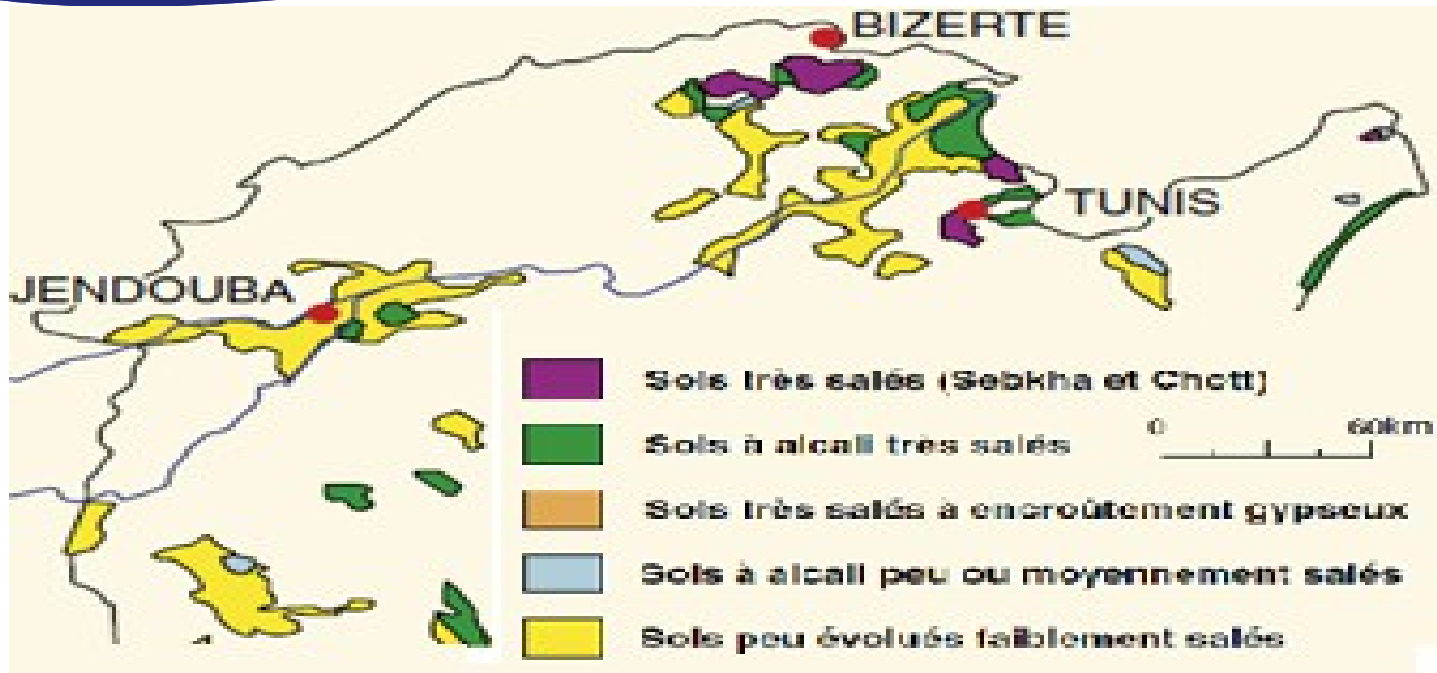 BIZERTE
TUNIS
JENDOUBA
Sols très salés (Sebkha et Chott)
Sols à alcali très salés
0 60km
Sols très salés à encroûtement gypseux
Sols à alcali peu ou moyennement salés
Sols peu évolués faiblement salés